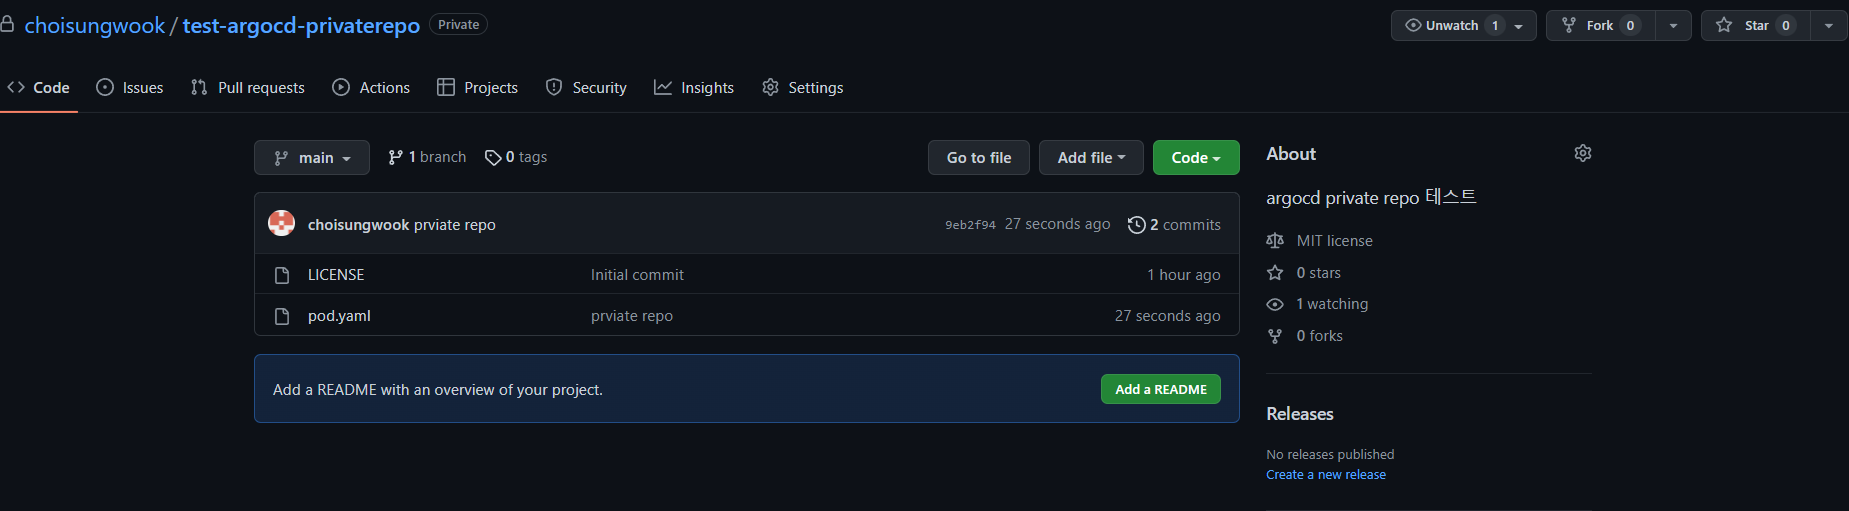 choisungwook / test-argocd-privaterepo Private Unwatch 1 Fork 0 Star 0
Code Issues Pull requests Actions Projects Security Insights Settings
main 1 branch 0 tags Go to file Add file Code
choisungwook prviate repo 9eb2f94 27 seconds ago 2 commits
LICENSE Initial commit 1 hour ago
pod.yaml prviate repo 27 seconds ago
Add a README with an overview of your project. Add a README
About
argocd private repo 테스트
MIT license
0 stars
1 watching
0 forks
Releases
No releases published
Create a new release